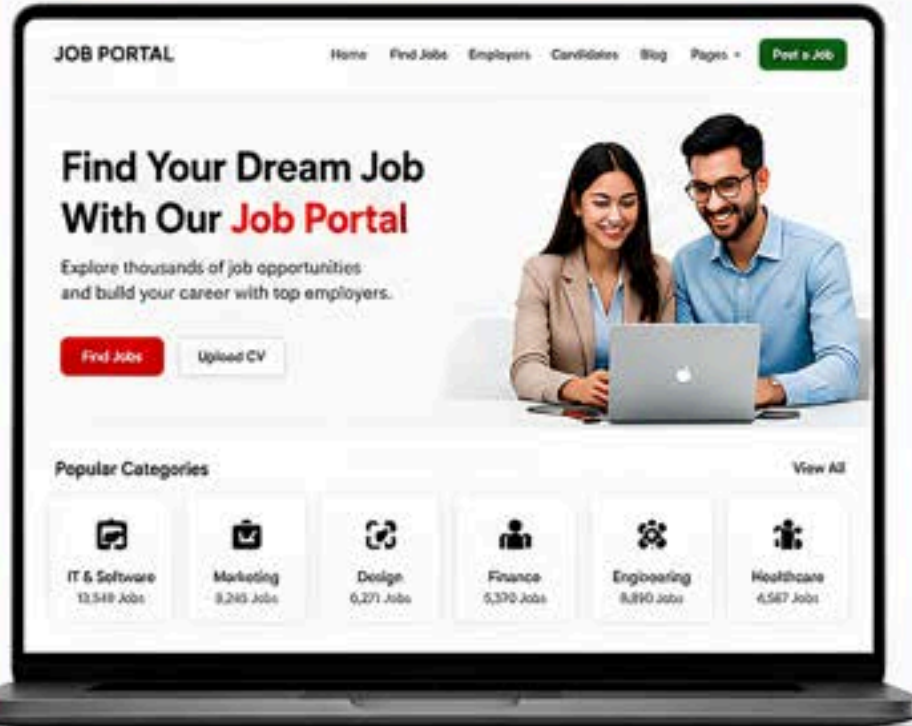 JOB PORTAL
Home Find Jobs Employers Candidates Blog Pages
Post a Job
Find Your Dream Job
With Our Job Portal
Explore thousands of job opportunities
and build your career with top employers.
Find Jobs
Upload CV
Popular Categories
View All
IT & Software
Jobs
Marketing
Jobs
Design
6,271 Jobs
Finance
5,370 Jobs
Engineering
Jobs
Healthcare
4,567 Jobs